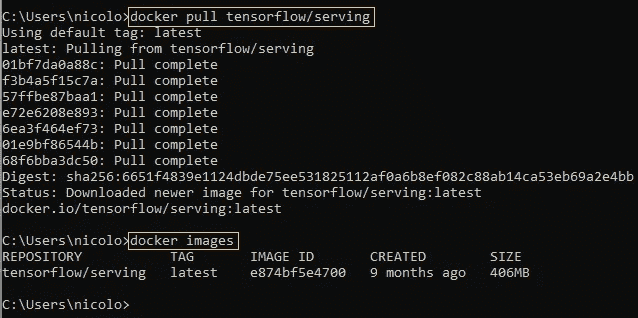 C:\Users\nicolo>docker pull tensorflow/serving
Using default tag: latest
latest: Pulling from tensorflow/serving
01bf7da0a88c: Pull complete
f3b4a5f15c7a: Pull complete
57ffbe87baa1: Pull complete
e72e6208e893: Pull complete
6ea3f464ef73: Pull complete
01e9bf86544b: Pull complete
68f6bba3dc50: Pull complete
Digest: sha256:6651f4839e1124dbde75ee531825112af0a6b8ef082c88ab14ca53eb69a2e4bb
Status: Downloaded newer image for tensorflow/serving:latest
docker.io/tensorflow/serving:latest
C:\Users\nicolo>docker images
REPOSITORY TAG IMAGE ID CREATED SIZE
tensorflow/serving latest e874bf5e4700 9 months ago 406MB
C:\Users\nicolo>